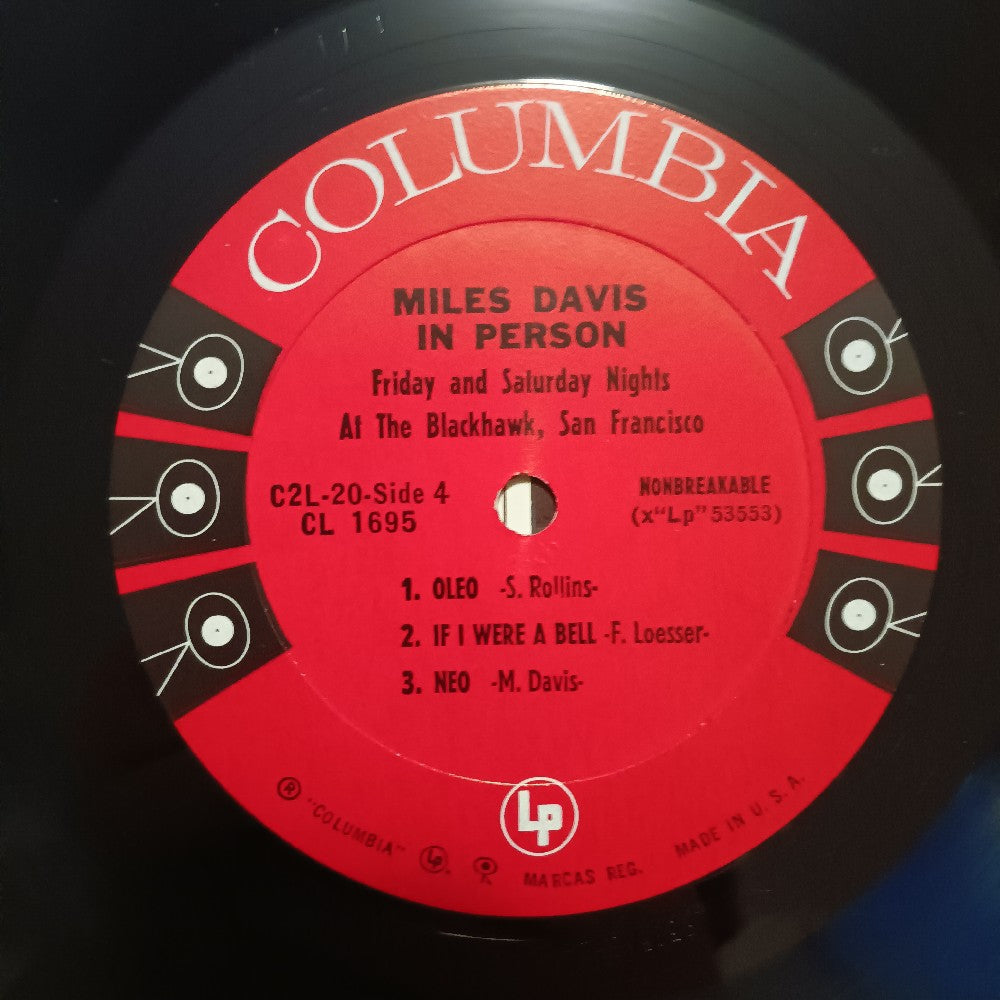 COLUMBIA
MILES DAVIS
IN PERSON
Friday and Saturday Nights
At The Blackhawk, San Francisco
C2L-20-Side 4
CL 1695
NONBREAKABLE
(x"Lp" 53553)
1. OLEO -S. Rollins-
2. IF I WERE A BELL -F. Loesser-
3. NEO -M. Davis-
Lp
® "COLUMBIA" Lp. MARCAS REG. MADE IN U. S. A.